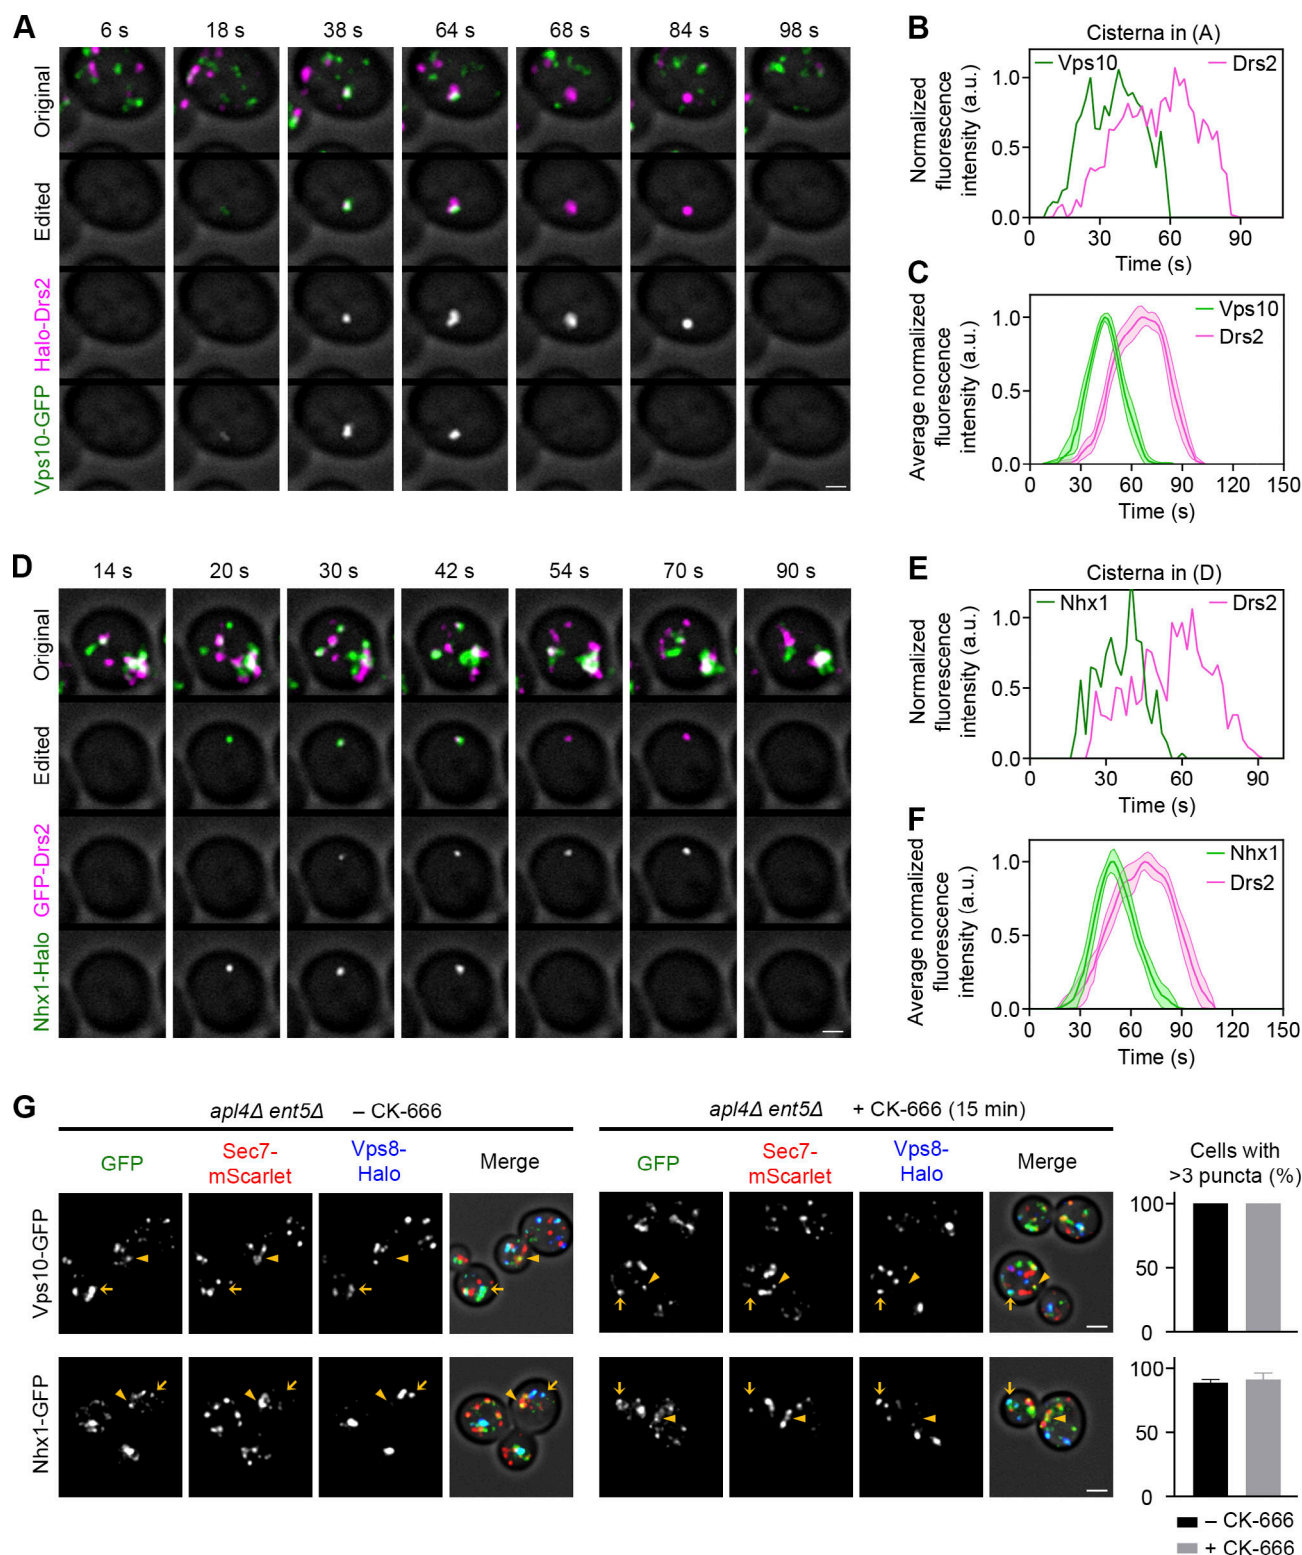 A
6 s 18 s 38 s 64 s 68 s 84 s 98 s
Original
Edited
Halo-Drs2
Vps10-GFP
B
Cisterna in (A)
Vps10 Drs2
Normalized
fluorescence
intensity (a.u.)
1.0
0.5
0.0
0 30 60 90
Time (s)
C
Vps10
Drs2
Average normalized
fluorescence
intensity (a.u.)
1.0
0.5
0.0
0 30 60 90 120 150
Time (s)
D
14 s 20 s 30 s 42 s 54 s 70 s 90 s
Original
Edited
GFP-Drs2
Nhx1-Halo
E
Cisterna in (D)
Nhx1 Drs2
Normalized
fluorescence
intensity (a.u.)
1.0
0.5
0.0
0 30 60 90
Time (s)
F
Nhx1
Drs2
Average normalized
fluorescence
intensity (a.u.)
1.0
0.5
0.0
0 30 60 90 120 150
Time (s)
G
apl4Δ ent5Δ – CK-666
apl4Δ ent5Δ + CK-666 (15 min)
GFP
Sec7-
mScarlet
Vps8-
Halo
Merge
GFP
Sec7-
mScarlet
Vps8-
Halo
Merge
Cells with
>3 puncta (%)
Vps10-GFP
100
50
0
Nhx1-GFP
100
50
0
– CK-666
+ CK-666